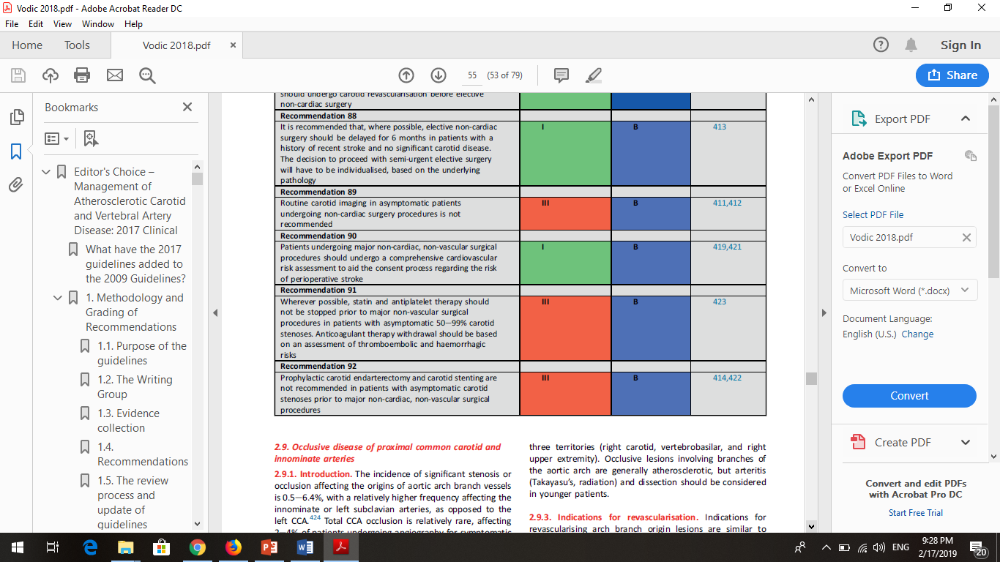 Vodic 2018.pdf - Adobe Acrobat Reader DC
File Edit View Window Help
Home Tools Vodic 2018.pdf × ? Sign In
55 (53 of 79) Share
Bookmarks
Editor's Choice –
Management of
Atherosclerotic Carotid
and Vertebral Artery
Disease: 2017 Clinical
What have the 2017
guidelines added to
the 2009 Guidelines?
1. Methodology and
Grading of
Recommendations
1.1. Purpose of the
guidelines
1.2. The Writing
Group
1.3. Evidence
collection
1.4.
Recommendations
1.5. The review
process and
update of
guidelines
should undergo carotid revascularisation before elective
non-cardiac surgery
Recommendation 88
It is recommended that, where possible, elective non-cardiac I B 413
surgery should be delayed for 6 months in patients with a
history of recent stroke and no significant carotid disease.
The decision to proceed with semi-urgent elective surgery
will have to be individualised, based on the underlying
pathology
Recommendation 89
Routine carotid imaging in asymptomatic patients III B 411,412
undergoing non-cardiac surgery procedures is not
recommended
Recommendation 90
Patients undergoing major non-cardiac, non-vascular surgical I B 419,421
procedures should undergo a comprehensive cardiovascular
risk assessment to aid the consent process regarding the risk
of perioperative stroke
Recommendation 91
Wherever possible, statin and antiplatelet therapy should III B 423
not be stopped prior to major non-vascular surgical
procedures in patients with asymptomatic 50–99% carotid
stenoses. Anticoagulant therapy withdrawal should be based
on an assessment of thromboembolic and haemorrhagic
risks
Recommendation 92
Prophylactic carotid endarterectomy and carotid stenting are III B 414,422
not recommended in patients with asymptomatic carotid
stenoses prior to major non-cardiac, non-vascular surgical
procedures
2.9. Occlusive disease of proximal common carotid and
innominate arteries
2.9.1. Introduction. The incidence of significant stenosis or
occlusion affecting the origins of aortic arch branch vessels
is 0.5–6.4%, with a relatively higher frequency affecting the
innominate or left subclavian arteries, as opposed to the
left CCA.424 Total CCA occlusion is relatively rare, affecting
2–4% of patients undergoing angiography for symptomatic
three territories (right carotid, vertebrobasilar, and right
upper extremity). Occlusive lesions involving branches of
the aortic arch are generally atherosclerotic, but arteritis
(Takayasu's, radiation) and dissection should be considered
in younger patients.
2.9.3. Indications for revascularisation. Indications for
revascularising arch branch origin lesions are similar to
Export PDF
Adobe Export PDF
Convert PDF Files to Word
or Excel Online
Select PDF File
Vodic 2018.pdf
Convert to
Microsoft Word (*.docx)
Document Language:
English (U.S.) Change
Convert
Create PDF
Convert and edit PDFs
with Acrobat Pro DC
Start Free Trial
ENG 9:28 PM
2/17/2019 20